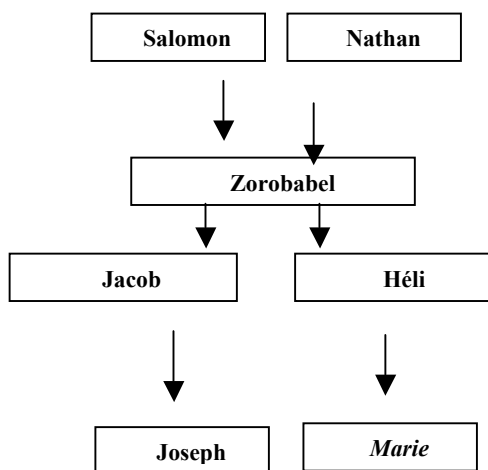 Salomon
Nathan
Zorobabel
Jacob
Héli
Joseph
Marie